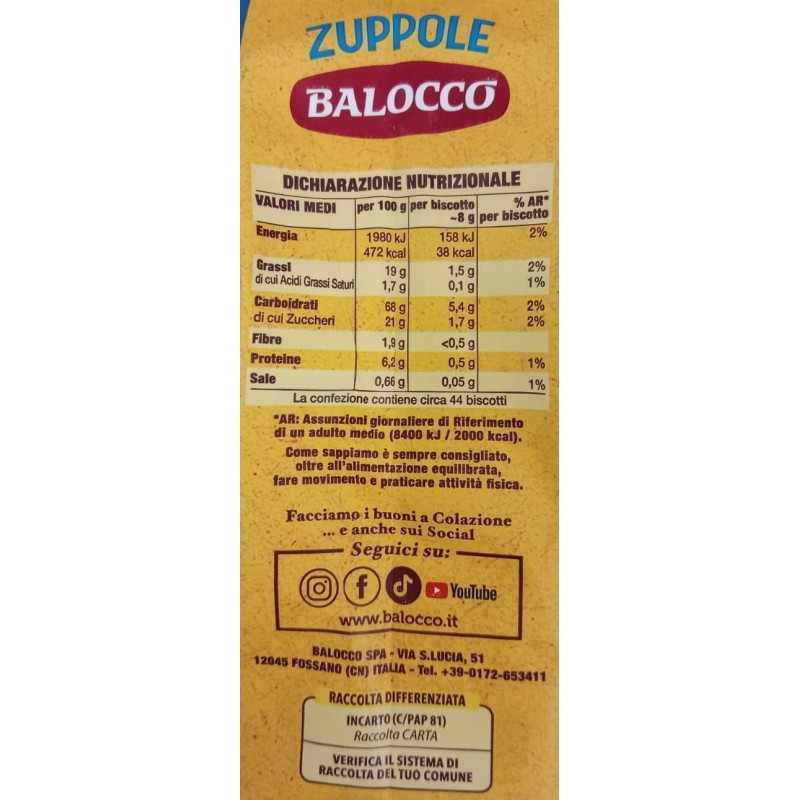 ZUPPOLE
BALOCCO
DICHIARAZIONE NUTRIZIONALE
VALORI MEDI per 100 g per biscotto ~8 g % AR* per biscotto
Energia 1980 kJ 158 kJ 2%
472 kcal 38 kcal
Grassi 19 g 1,5 g 2%
di cui Acidi Grassi Saturi 1,7 g 0,1 g 1%
Carboidrati 68 g 5,4 g 2%
di cui Zuccheri 21 g 1,7 g 2%
Fibre 1,9 g <0,5 g
Proteine 6,2 g 0,5 g 1%
Sale 0,66 g 0,05 g 1%
La confezione contiene circa 44 biscotti
*AR: Assunzioni giornaliere di Riferimento
di un adulto medio (8400 kJ / 2000 kcal).
Come sappiamo è sempre consigliato,
oltre all'alimentazione equilibrata,
fare movimento e praticare attività fisica.
Facciamo i buoni a Colazione
... e anche sui Social
Seguici su:
YouTube
www.balocco.it
BALOCCO SPA - VIA S.LUCIA, 51
12045 FOSSANO (CN) ITALIA - Tel. +39-0172-653411
RACCOLTA DIFFERENZIATA
INCARTO (C/PAP 81)
Raccolta CARTA
VERIFICA IL SISTEMA DI
RACCOLTA DEL TUO COMUNE